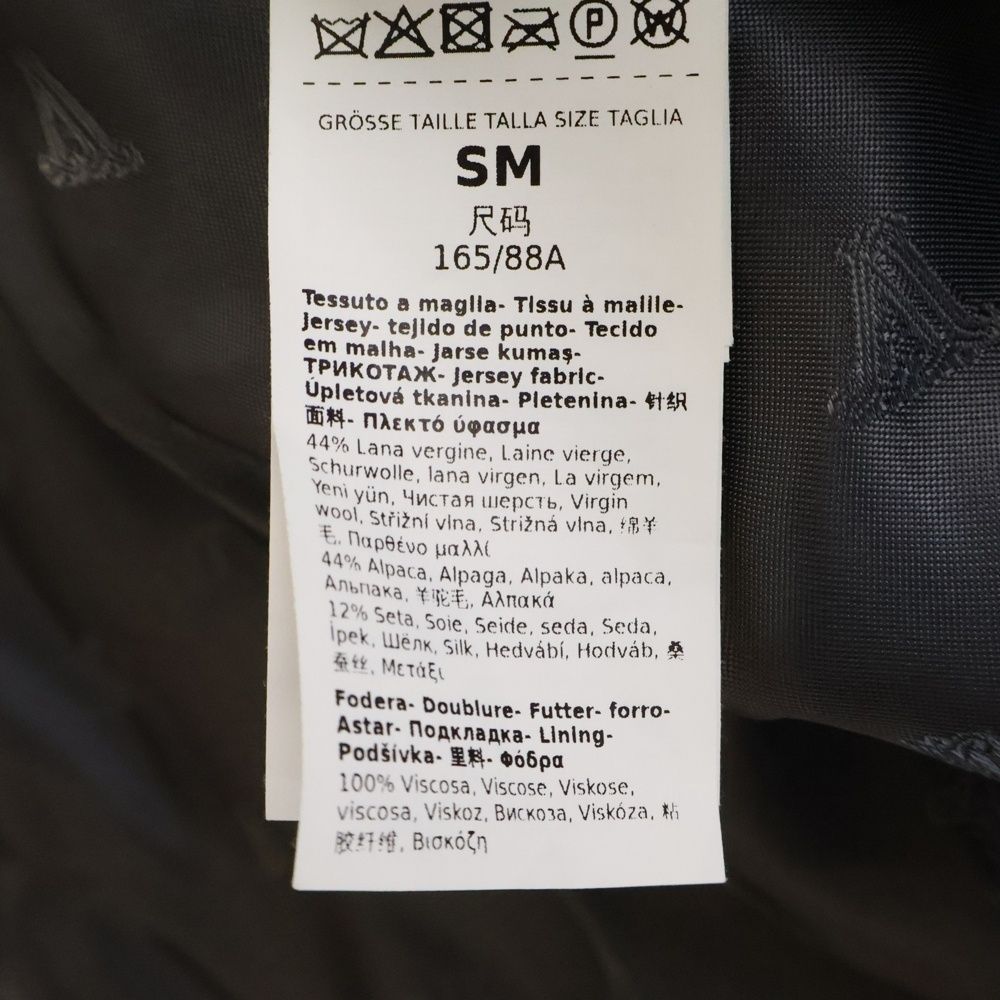 P W
GRÖSSE TAILLE TALLA SIZE TAGLIA
SM
尺码
165/88A
Tessuto a maglia- Tissu à maille-
Jersey- tejido de punto- Tecido
em malha- Jarse kumaş-
ТРИКОТАЖ- Jersey fabric-
Úpletová tkanina- Pletenina- 针织
面料- Πλεκτό ύφασμα
44% Lana vergine, Laine vierge,
Schurwolle, lana virgen, La virgem,
Yeni yün, Чистая шерсть, Virgin
wool, Střižní vlna, Strižná vlna, 绵羊
毛, Παρθένο μαλλί
44% Alpaca, Alpaga, Alpaka, alpaca,
Альпака, 羊驼毛, Αλπακά
12% Seta, Soie, Seide, seda, Seda,
İpek, Шёлк, Silk, Hedvábí, Hodváb, 桑
蚕丝, Μετάξι
Fodera- Doublure- Futter- forro-
Astar- Подкладка- Lining-
Podšívka- 里料- Φόδρα
100% Viscosa, Viscose, Viskose,
viscosa, Viskoz, Вискоза, Viskóza, 粘
胶纤维, Βισκόζη